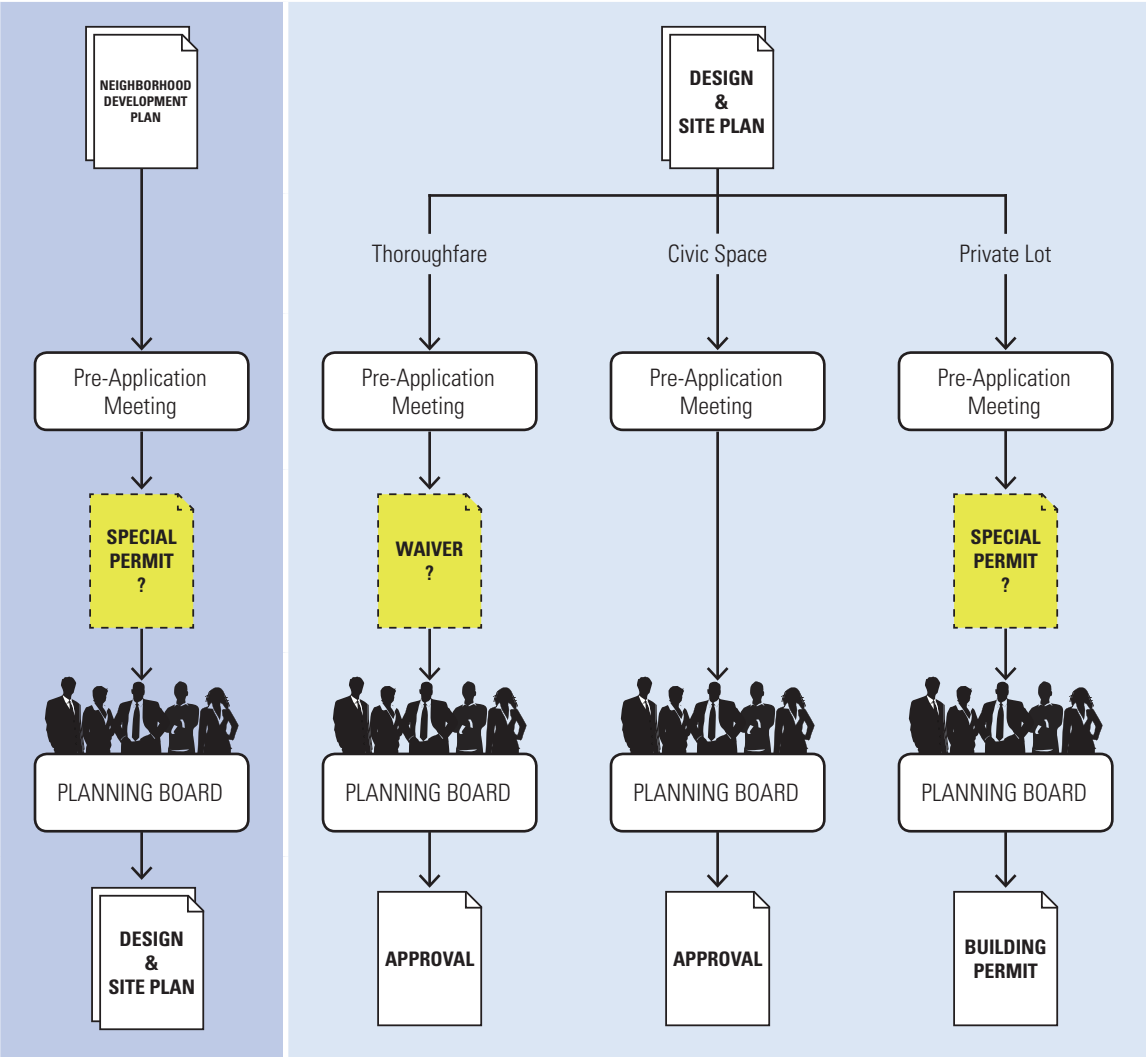 NEIGHBORHOOD
DEVELOPMENT
PLAN
Pre-Application
Meeting
SPECIAL
PERMIT
?
PLANNING BOARD
DESIGN
&
SITE PLAN
DESIGN
&
SITE PLAN
Thoroughfare
Pre-Application
Meeting
WAIVER
?
PLANNING BOARD
APPROVAL
Civic Space
Pre-Application
Meeting
PLANNING BOARD
APPROVAL
Private Lot
Pre-Application
Meeting
SPECIAL
PERMIT
?
PLANNING BOARD
BUILDING
PERMIT